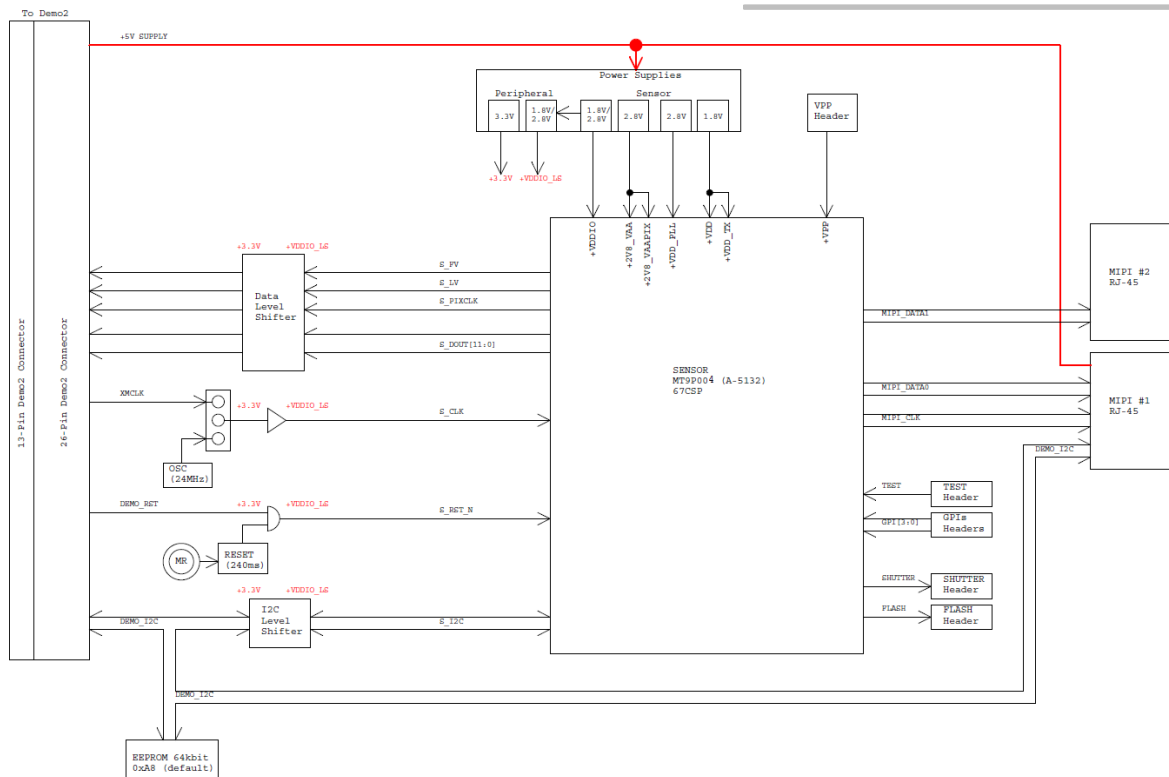 To Demo2
+5V SUPPLY
Power Supplies
Peripheral
Sensor
3.3V
1.8V/
2.8V
1.8V/
2.8V
2.8V
2.8V
1.8V
VPP
Header
+3.3V
+VDDIO_LS
+VDDIO
+2V8_VAA
+2V8_VAAPIX
+VDD_PLL
+VDD
+VDD_TX
+VPP
+3.3V
+VDDIO_LS
Data
Level
Shifter
S_FV
S_LV
S_PIXCLK
S_DOUT[11:0]
13-Pin Demo2 Connector
26-Pin Demo2 Connector
SENSOR
MT9P004 (A-5132)
67CSP
MIPI_DATA1
MIPI #2
RJ-45
MIPI_DATA0
MIPI_CLK
MIPI #1
RJ-45
DEMO_I2C
XMCLK
+3.3V
+VDDIO_LS
S_CLK
OSC
(24MHz)
DEMO_RST
+3.3V
+VDDIO_LS
S_RST_N
MR
RESET
(240ms)
TEST
TEST
Header
GPI[3:0]
GPIs
Headers
SHUTTER
SHUTTER
Header
FLASH
FLASH
Header
+3.3V
+VDDIO_LS
I2C
Level
Shifter
DEMO_I2C
S_I2C
DEMO_I2C
EEPROM 64kbit
0xA8 (default)